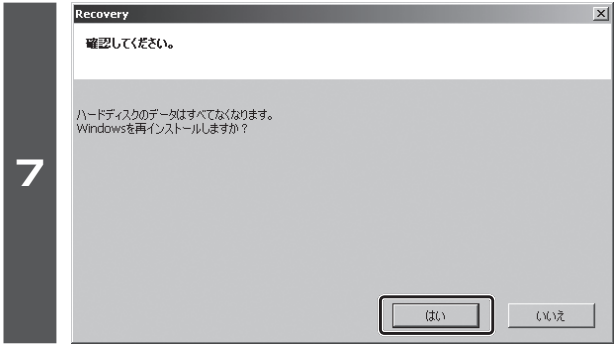 7
Recovery
確認してください。
ハードディスクのデータはすべてなくなります。
Windowsを再インストールしますか？
はい
いいえ